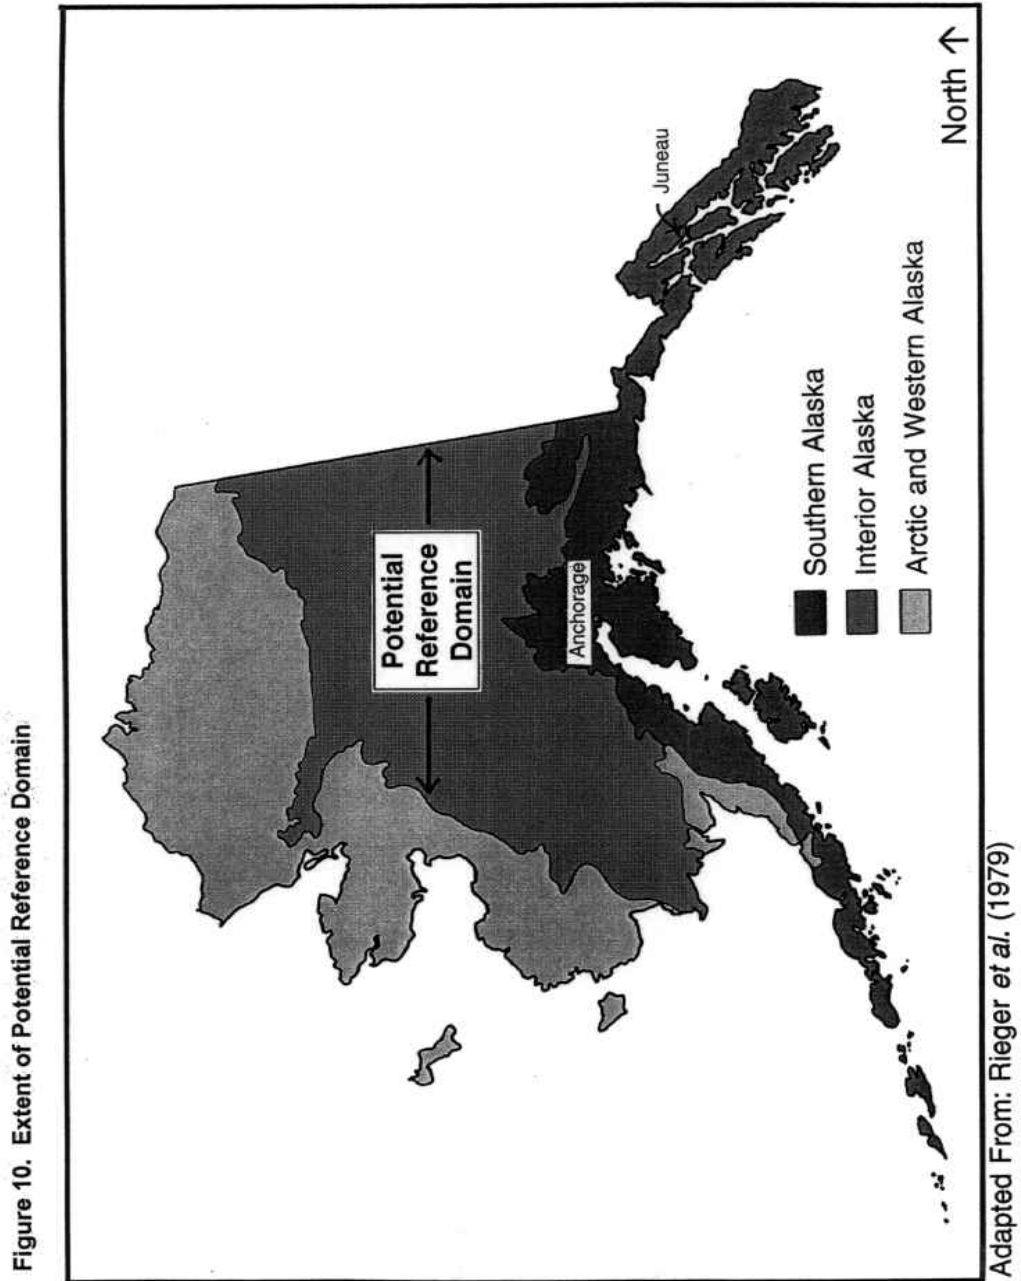 Figure 10. Extent of Potential Reference Domain
Potential
Reference
Domain
Anchorage
Juneau
Southern Alaska
Interior Alaska
Arctic and Western Alaska
North ↑
Adapted From: Rieger et al. (1979)